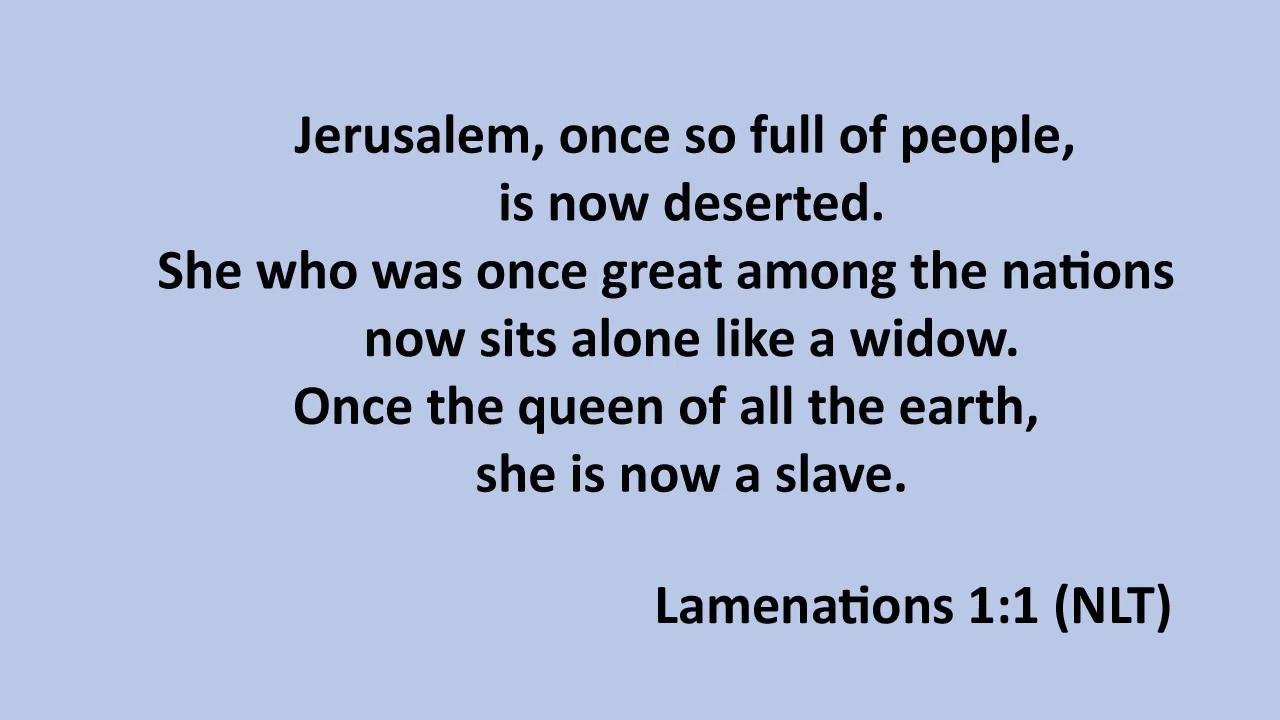 Jerusalem, once so full of people,
is now deserted.
She who was once great among the nations
now sits alone like a widow.
Once the queen of all the earth,
she is now a slave.
Lamenations 1:1 (NLT)